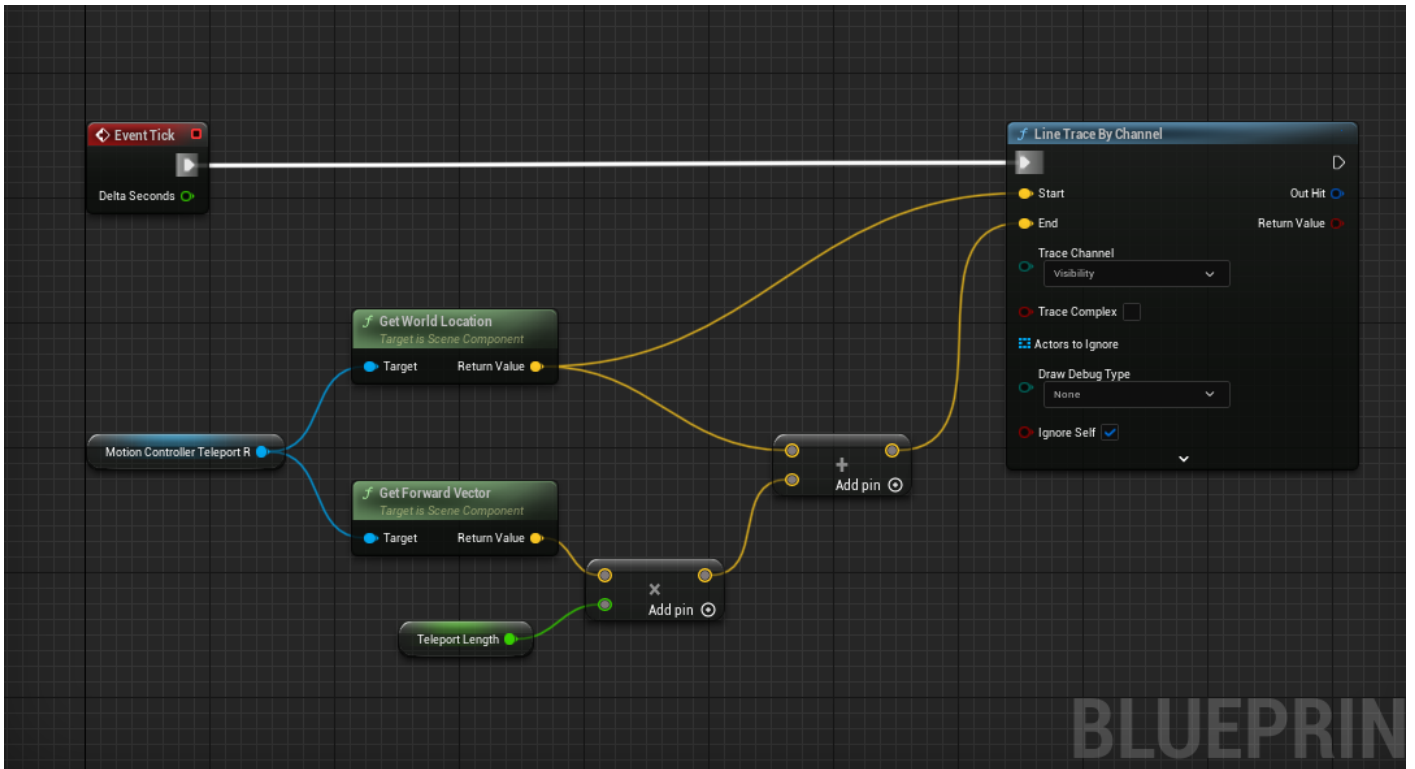 Event Tick
Delta Seconds
f Line Trace By Channel
Start
Out Hit
End
Return Value
Trace Channel
Visibility
Trace Complex
Actors to Ignore
Draw Debug Type
None
Ignore Self
f Get World Location
Target is Scene Component
Target
Return Value
Motion Controller Teleport R
f Get Forward Vector
Target is Scene Component
Target
Return Value
+
Add pin
×
Add pin
Teleport Length
BLUEPRIN